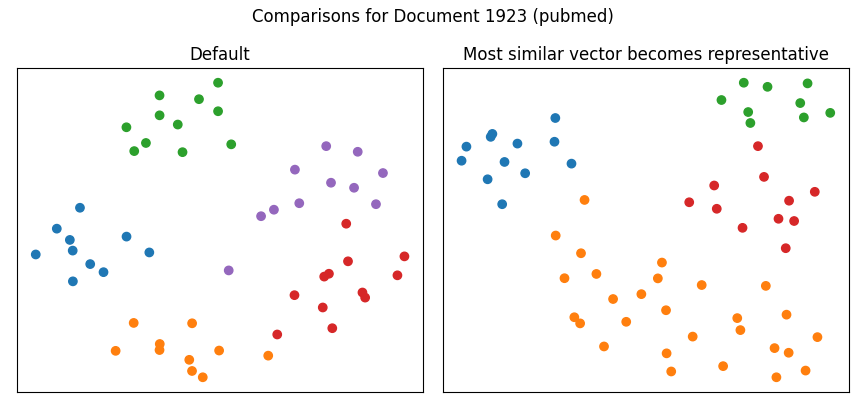 Comparisons for Document 1923 (pubmed)
Default
Most similar vector becomes representative